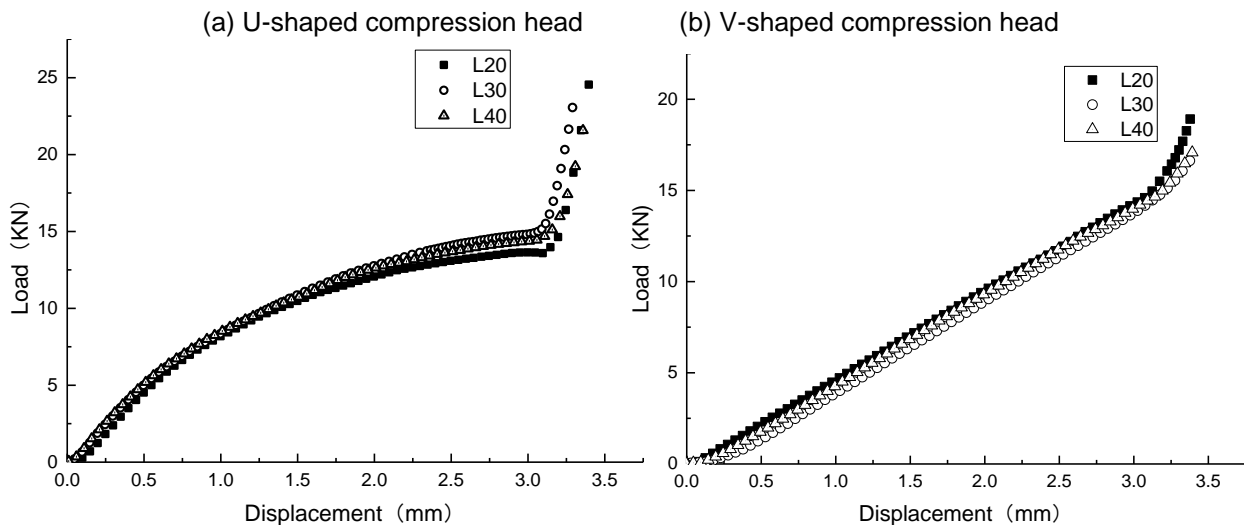 (a) U-shaped compression head
25
20
15
10
5
0
Load（KN）
0.0 0.5 1.0 1.5 2.0 2.5 3.0 3.5
Displacement（mm）
L20
L30
L40
(b) V-shaped compression head
20
15
10
5
0
Load（KN)
0.0 0.5 1.0 1.5 2.0 2.5 3.0 3.5
Displacement（mm）
L20
L30
L40